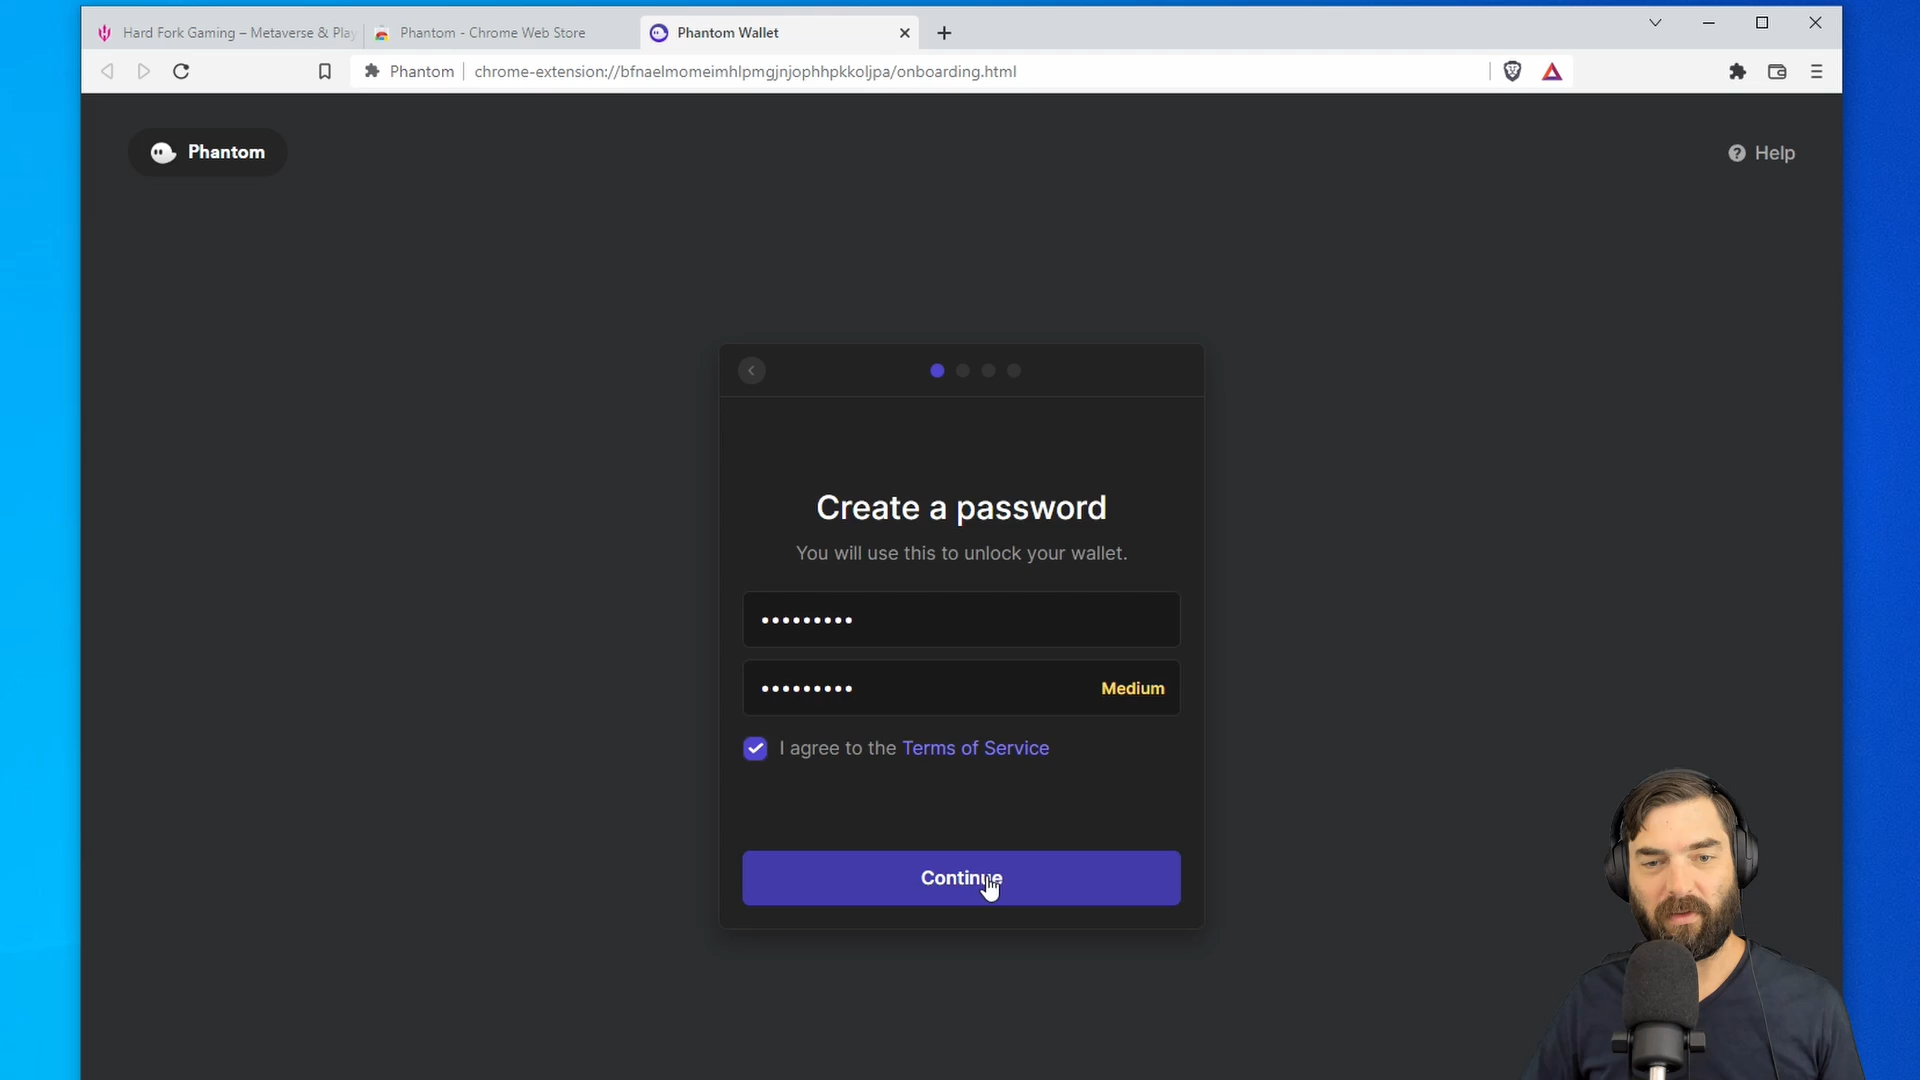 Hard Fork Gaming – Metaverse & Play
Phantom - Chrome Web Store
Phantom Wallet
Phantom
chrome-extension://bfnaelmomeimhlpmgjnjophhpkkoljpa/onboarding.html
Phantom
Help
Create a password
You will use this to unlock your wallet.
•••••••••
••••••••• Medium
I agree to the Terms of Service
Continue